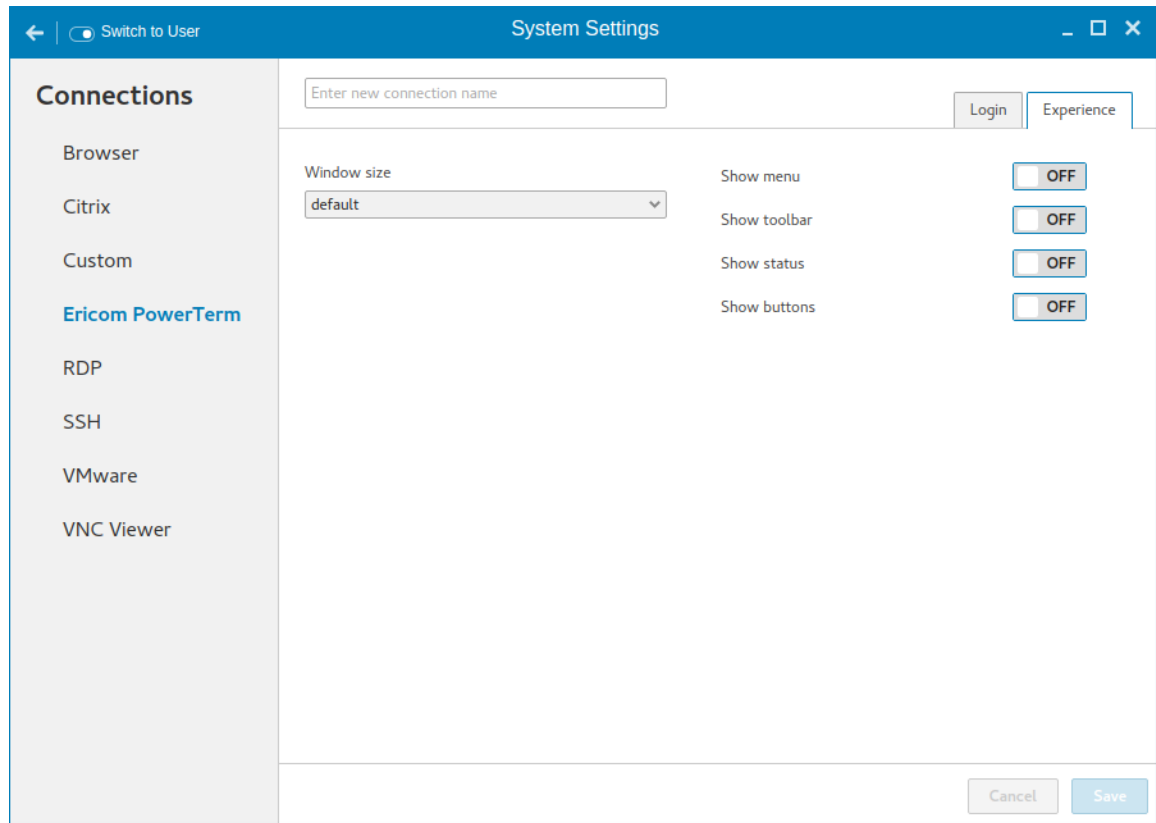 Switch to User
System Settings
Connections
Browser
Citrix
Custom
Ericom PowerTerm
RDP
SSH
VMware
VNC Viewer
Enter new connection name
Login
Experience
Window size
default
Show menu
OFF
Show toolbar
OFF
Show status
OFF
Show buttons
OFF
Cancel
Save